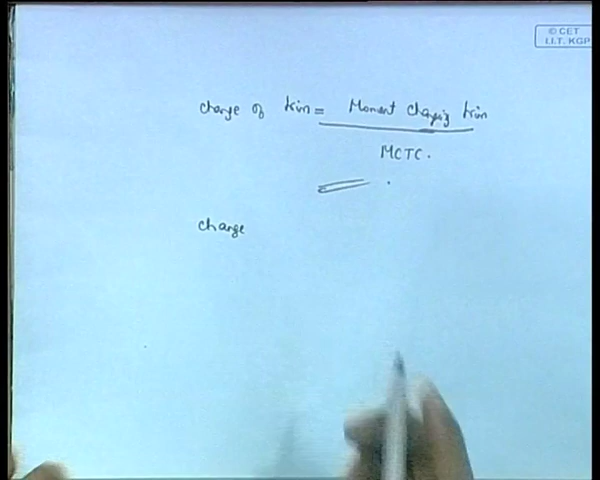 © CET
I.I.T. KGP
change of trim = Moment changing trim
MCTC.
change